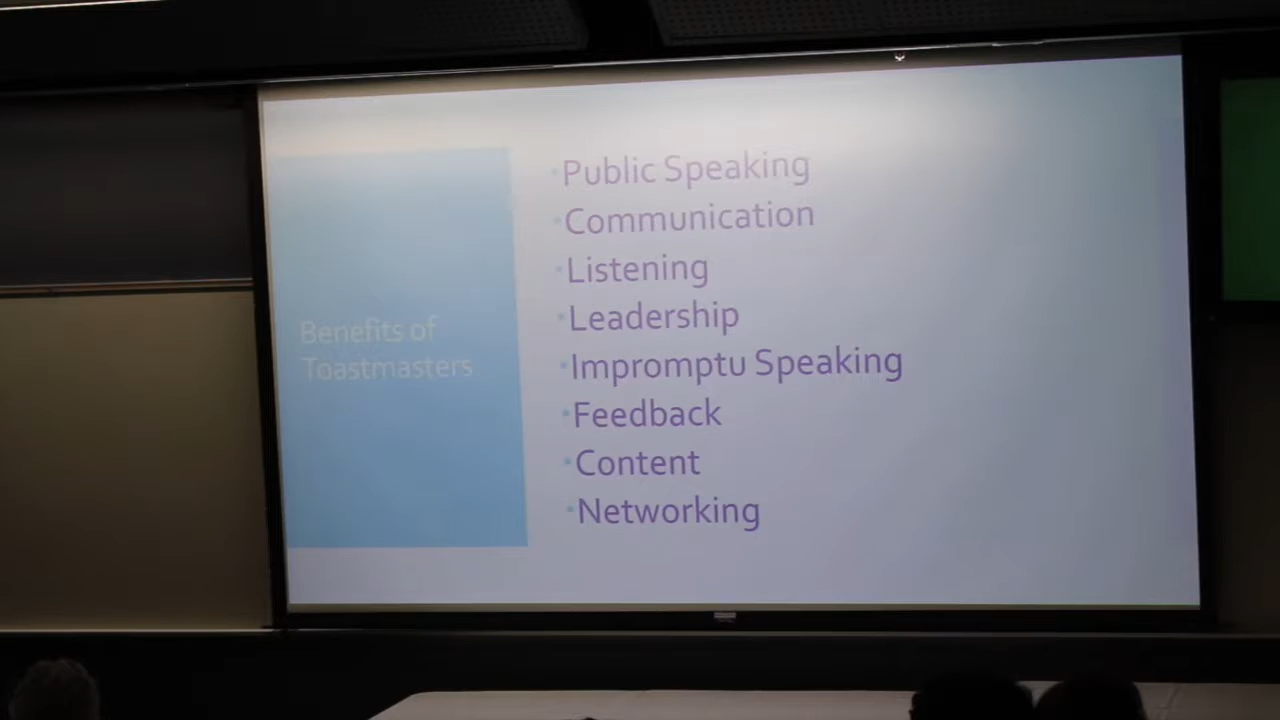 Benefits of
Toastmasters
Public Speaking
Communication
Listening
Leadership
Impromptu Speaking
Feedback
Content
Networking